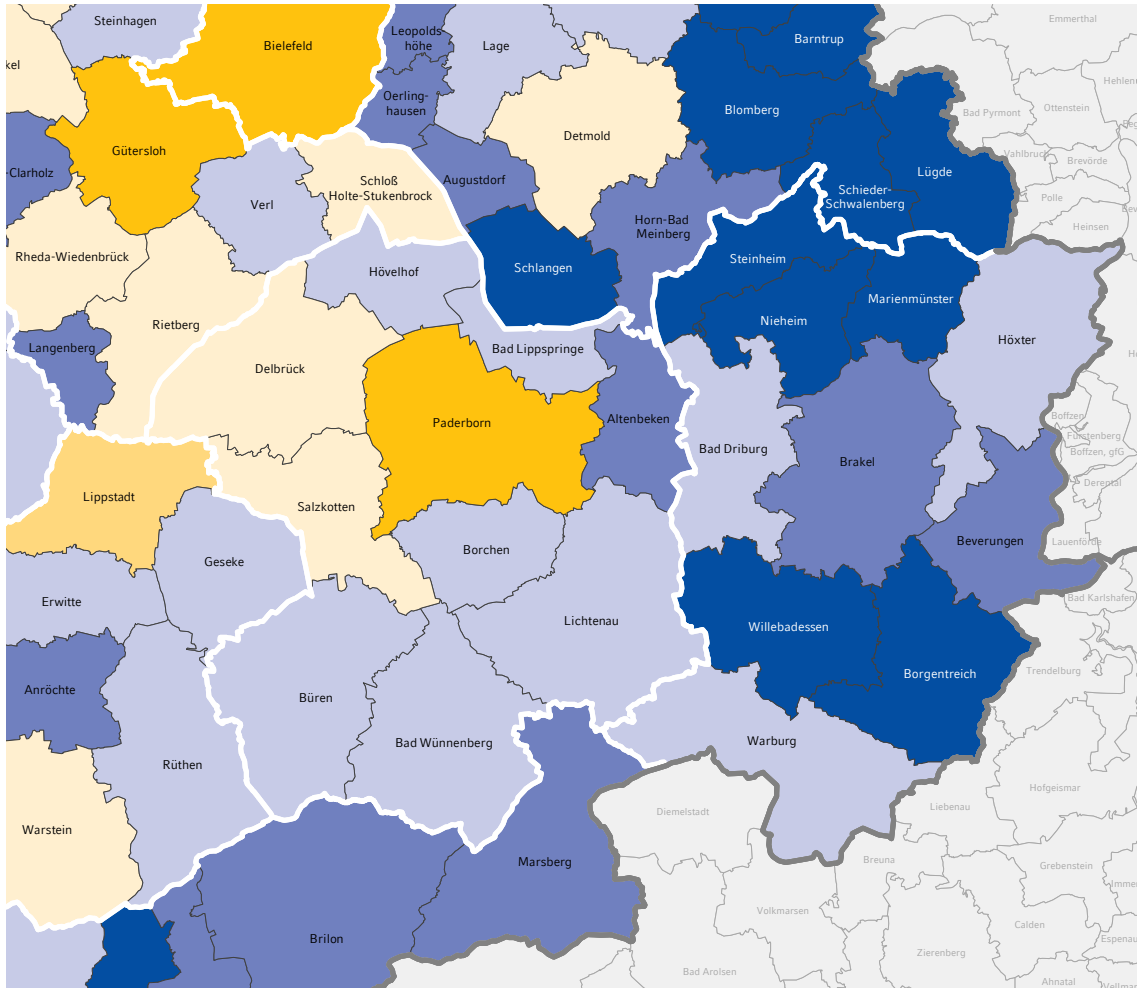 Steinhagen
Bielefeld
Leopolds-
höhe
Lage
Barntrup
Emmerthal
kel
Oerling-
hausen
Blomberg
Ottenstein
Bad Pyrmont
Gütersloh
Detmold
Vahlbruch
Brevörde
-Clarholz
Augustdorf
Lügde
Schloß
Holte-Stukenbrock
Verl
Schieder-
Schwalenberg
Polle
Horn-Bad
Meinberg
Heinsen
Rheda-Wiedenbrück
Steinheim
Hövelhof
Schlangen
Marienmünster
Rietberg
Nieheim
Höxter
Langenberg
Bad Lippspringe
Delbrück
Paderborn
Altenbeken
Boffzen
Fürstenberg
Bad Driburg
Boffzen, gfG
Brakel
Derental
Lippstadt
Salzkotten
Beverungen
Lauenförde
Borchen
Geseke
Erwitte
Bad Karlshafen
Lichtenau
Willebadessen
Trendelburg
Borgentreich
Anröchte
Büren
Bad Wünnenberg
Warburg
Rüthen
Hofgeismar
Liebenau
Diemelstadt
Warstein
Marsberg
Breuna
Grebenstein
Volkmarsen
Calden
Brilon
Espenau
Zierenberg
Bad Arolsen
Ahnatal